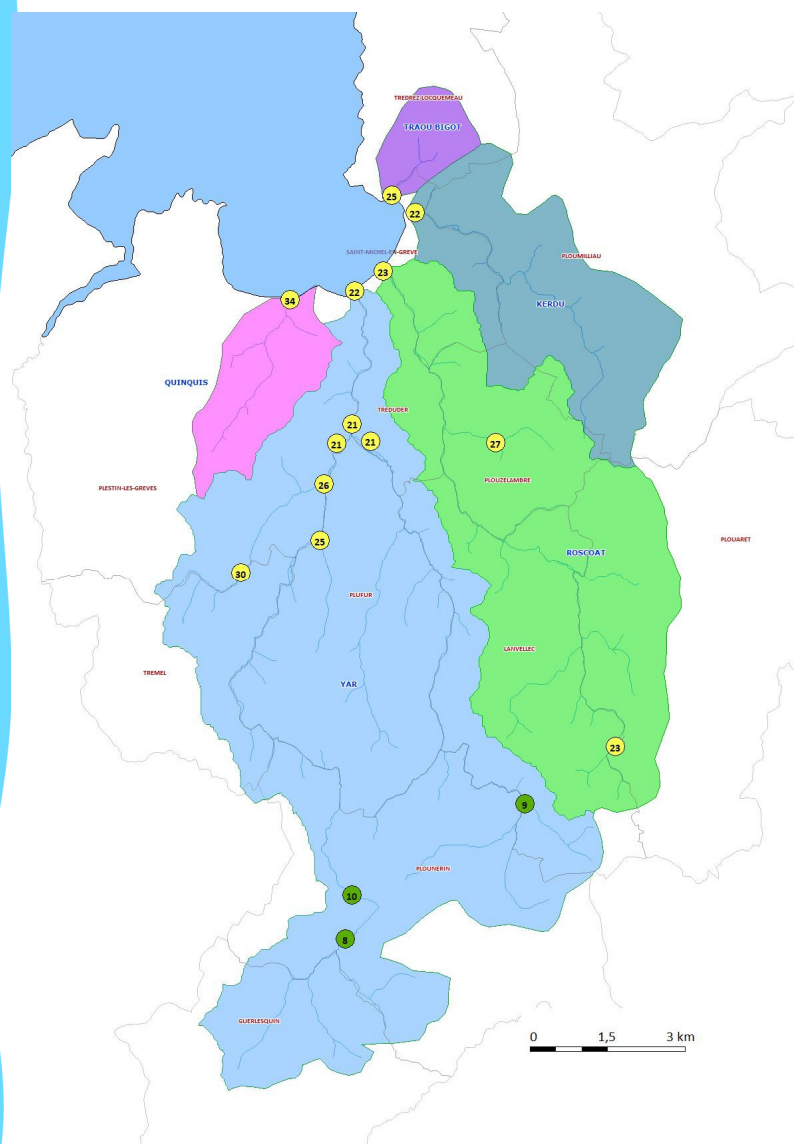 TREDREZ-LOCQUEMEAU
TRAOU BIGOT
25
22
SAINT-MICHEL-EN-GREVE
PLOUMILLIAU
23
22
34
KERDU
QUINQUIS
TREDUDER
21
21
21
27
PLOUZELAMBRE
26
PLESTIN-LES-GREVES
25
PLOUARET
ROSCOAT
30
PLUFUR
LANVELLEC
TREMEL
YAR
23
9
PLOUNERIN
10
8
GUERLESQUIN
0 1,5 3 km